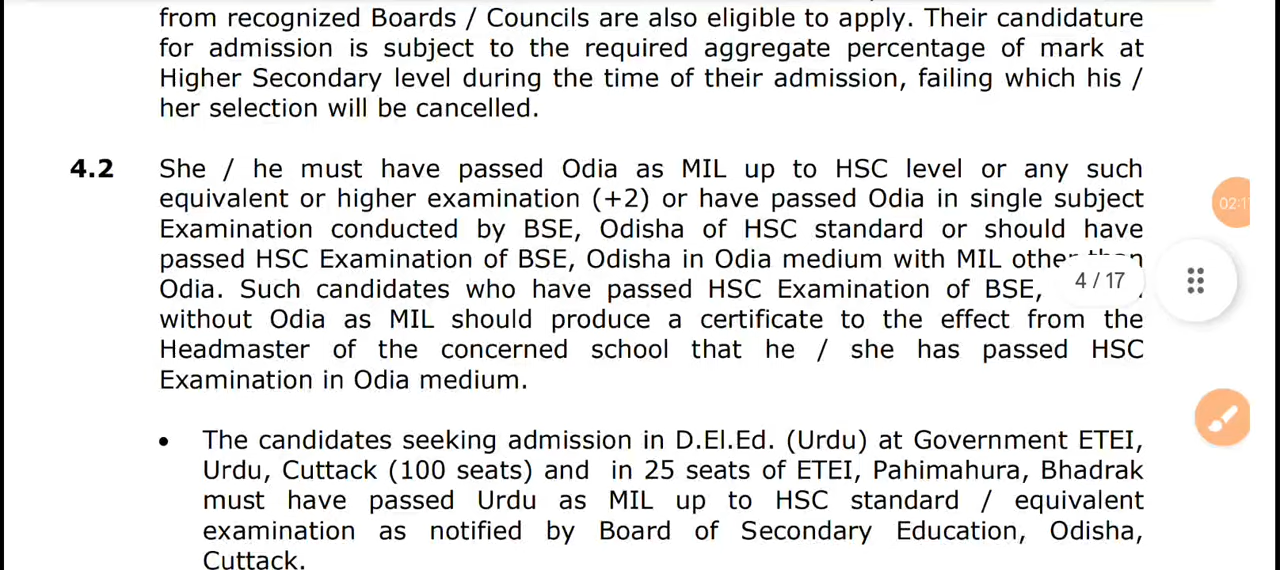 from recognized Boards / Councils are also eligible to apply. Their candidature
for admission is subject to the required aggregate percentage of mark at
Higher Secondary level during the time of their admission, failing which his /
her selection will be cancelled.
4.2 She / he must have passed Odia as MIL up to HSC level or any such
equivalent or higher examination (+2) or have passed Odia in single subject
Examination conducted by BSE, Odisha of HSC standard or should have
passed HSC Examination of BSE, Odisha in Odia medium with MIL other than
Odia. Such candidates who have passed HSC Examination of BSE,
without Odia as MIL should produce a certificate to the effect from the
Headmaster of the concerned school that he / she has passed HSC
Examination in Odia medium.
• The candidates seeking admission in D.El.Ed. (Urdu) at Government ETEI,
Urdu, Cuttack (100 seats) and in 25 seats of ETEI, Pahimahura, Bhadrak
must have passed Urdu as MIL up to HSC standard / equivalent
examination as notified by Board of Secondary Education, Odisha,
Cuttack.
4 / 17